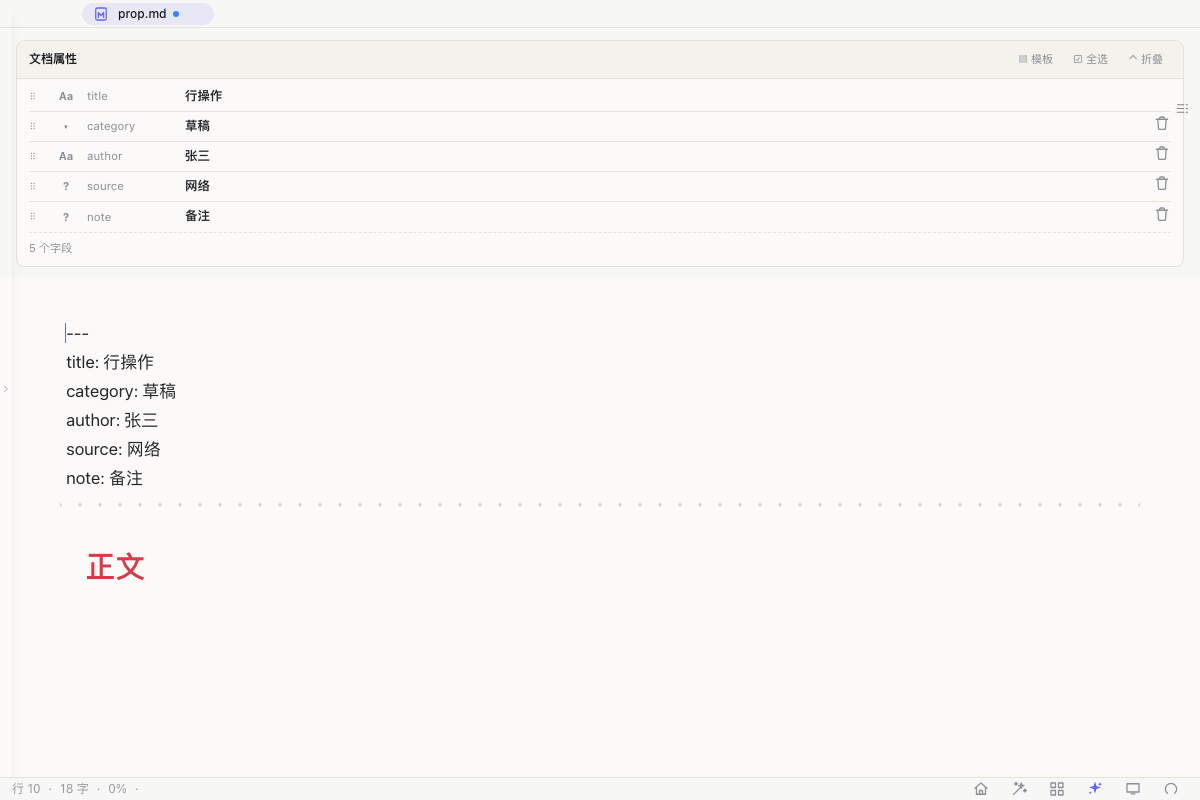 prop.md
文档属性
模板 全选 折叠
Aa title 行操作
category 草稿
Aa author 张三
? source 网络
? note 备注
5 个字段
---
title: 行操作
category: 草稿
author: 张三
source: 网络
note: 备注
正文
行 10 · 18 字 · 0% ·